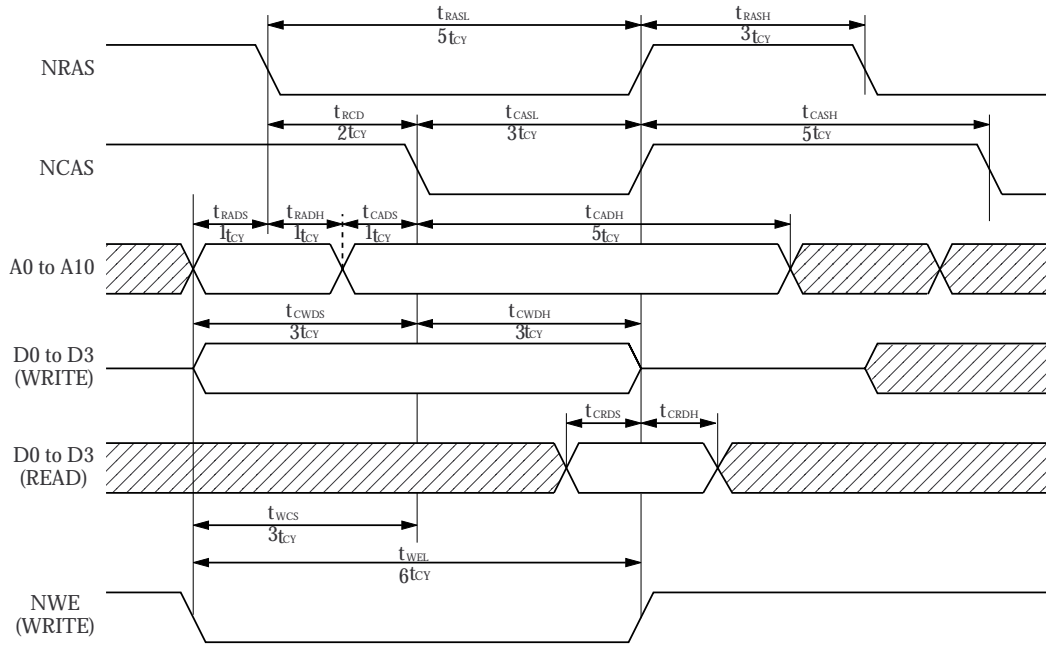 tRASL tRASH
5tCY 3tCY
NRAS
tRCD tCASL tCASH
2tCY 3tCY 5tCY
NCAS
tRADS tRADH tCADS tCADH
1tCY 1tCY 1tCY 5tCY
A0 to A10
tCWDS tCWDH
3tCY 3tCY
D0 to D3
(WRITE)
tCRDS tCRDH
D0 to D3
(READ)
tWCS
3tCY
tWEL
6tCY
NWE
(WRITE)